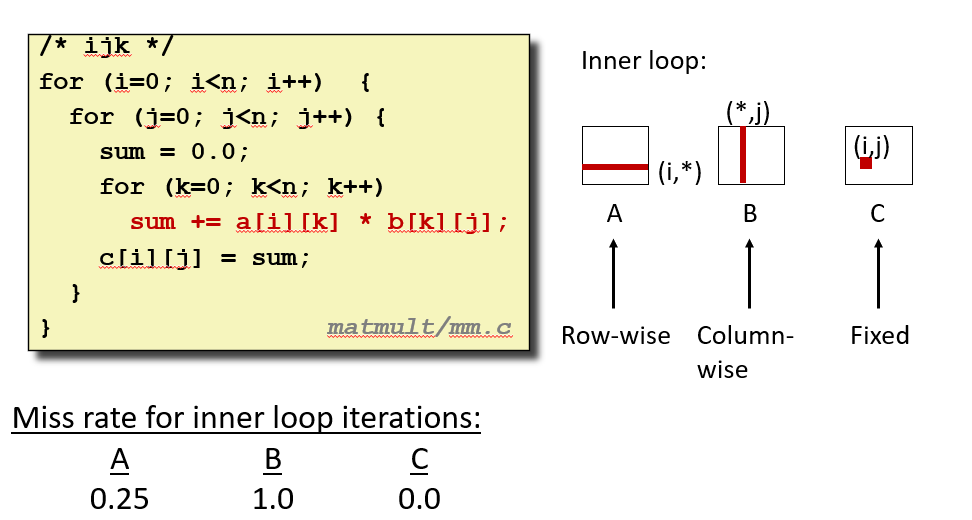 /* ijk */
for (i=0; i<n; i++)  {
  for (j=0; j<n; j++) {
    sum = 0.0;
    for (k=0; k<n; k++)
      sum += a[i][k] * b[k][j];
    c[i][j] = sum;
  }
}
matmult/mm.c
Inner loop:
(*,j)
(i,j)
(i,*)
A B C
Row-wise Column-
wise
Fixed
Miss rate for inner loop iterations:
A B C
0.25 1.0 0.0